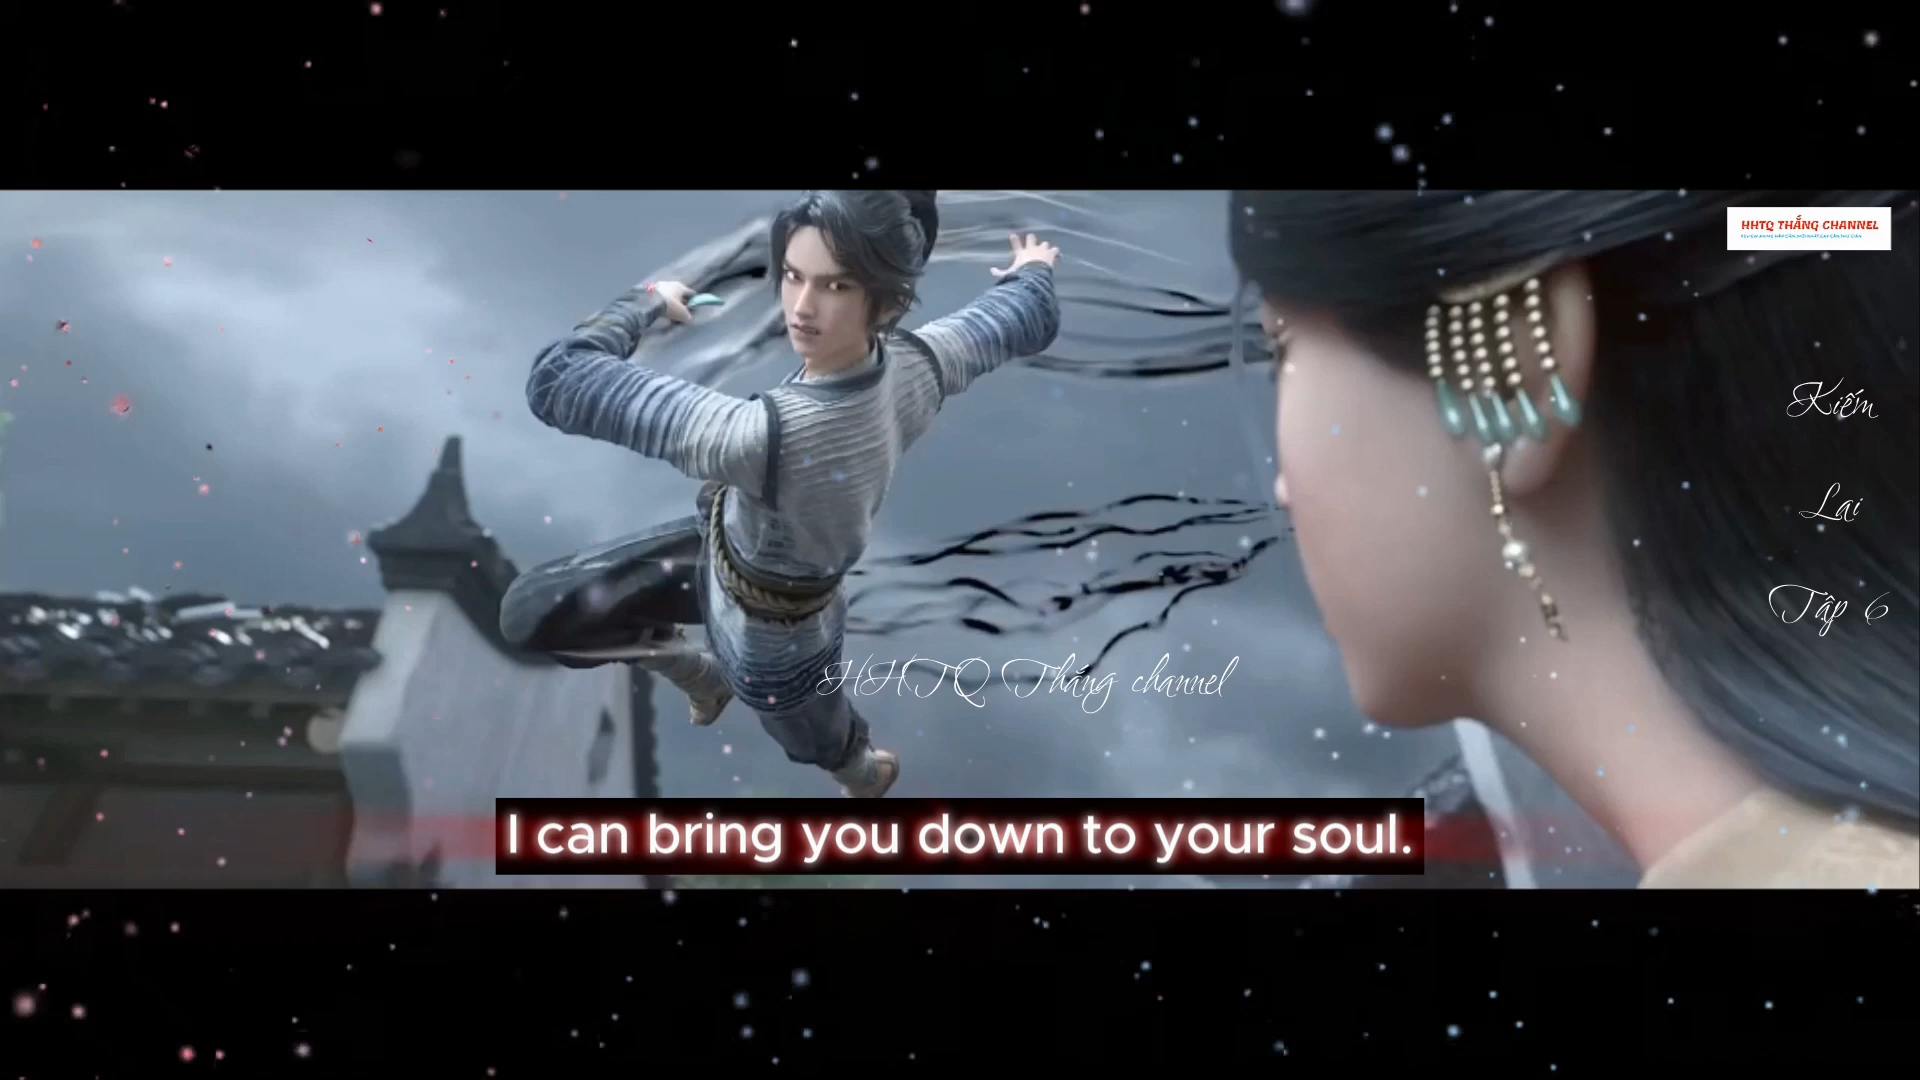 HHTQ THẮNG CHANNEL
Kiếm
Lai
Tập 6
HHTQ Thắng channel
I can bring you down to your soul.